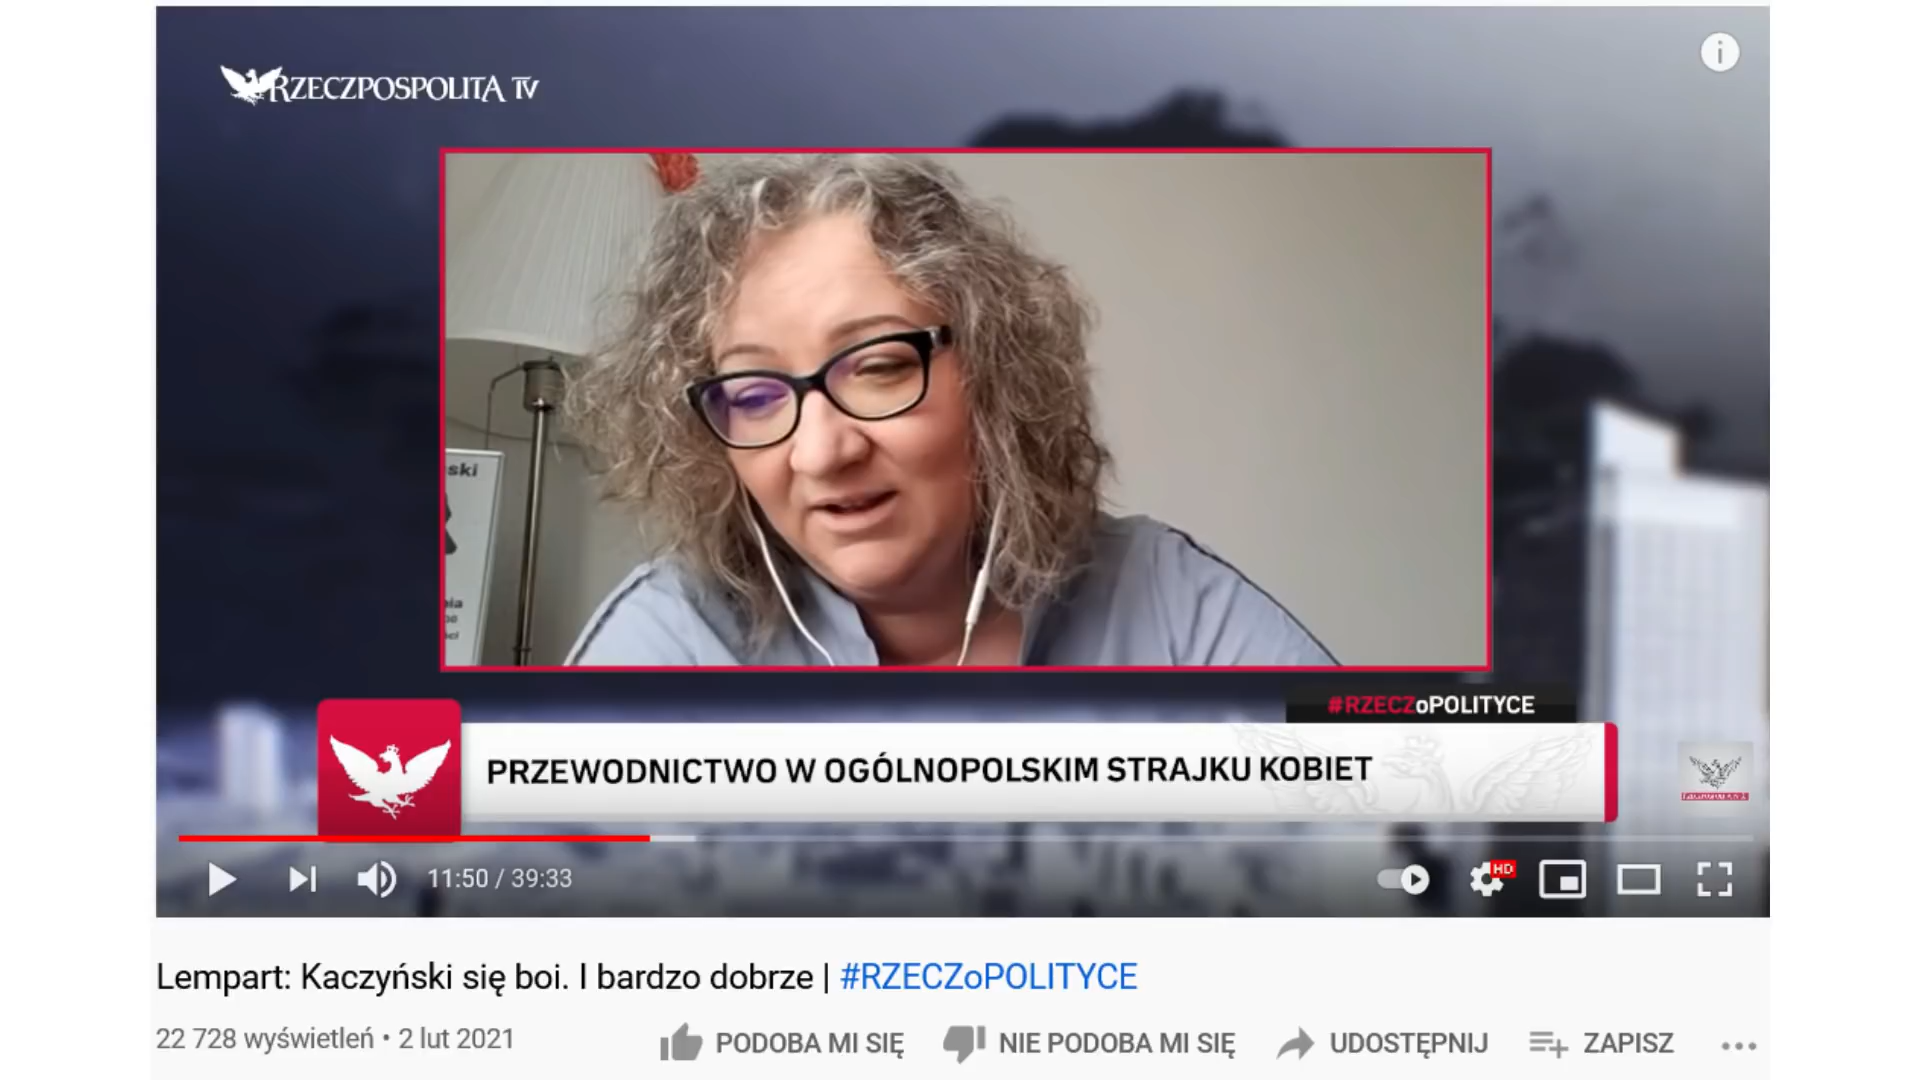 RZECZPOSPOLITA TV
ski
#RZECZoPOLITYCE
PRZEWODNICTWO W OGÓLNOPOLSKIM STRAJKU KOBIET
11:50 / 39:33
HD
Lempart: Kaczyński się boi. I bardzo dobrze | #RZECZoPOLITYCE
22 728 wyświetleń • 2 lut 2021
PODOBA MI SIĘ
NIE PODOBA MI SIĘ
UDOSTĘPNIJ
ZAPISZ